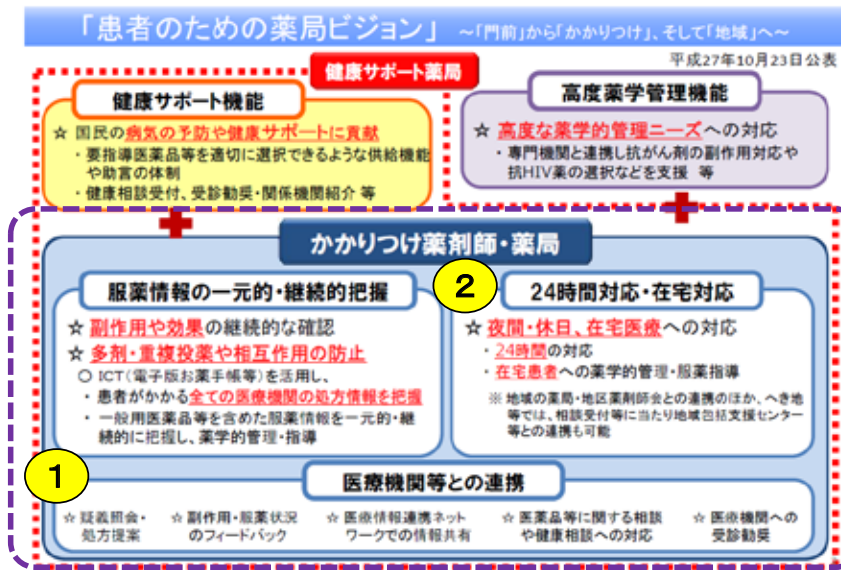 「患者のための薬局ビジョン」 ～「門前」から「かかりつけ」、そして「地域」へ～
平成27年10月23日公表
健康サポート薬局
健康サポート機能
☆ 国民の病気の予防や健康サポートに貢献
・要指導医薬品等を適切に選択できるような供給機能
や助言の体制
・健康相談受付、受診勧奨・関係機関紹介 等
高度薬学管理機能
☆ 高度な薬学的管理ニーズへの対応
・専門機関と連携し抗がん剤の副作用対応や
抗HIV薬の選択などを支援 等
かかりつけ薬剤師・薬局
服薬情報の一元的・継続的把握
☆ 副作用や効果の継続的な確認
☆ 多剤・重複投薬や相互作用の防止
○ ICT(電子版お薬手帳等)を活用し、
・患者がかかる全ての医療機関の処方情報を把握
・一般用医薬品等を含めた服薬情報を一元的・継
続的に把握し、薬学的管理・指導
2
24時間対応・在宅対応
☆ 夜間・休日、在宅医療への対応
・24時間の対応
・在宅患者への薬学的管理・服薬指導
※ 地域の薬局・地区薬剤師会との連携のほか、へき地
等では、相談受付等に当たり地域包括支援センター
等との連携も可能
1
医療機関等との連携
☆ 疑義照会・
処方提案
☆ 副作用・服薬状況
のフィードバック
☆ 医療情報連携ネット
ワークでの情報共有
☆ 医薬品等に関する相談
や健康相談への対応
☆ 医療機関への
受診勧奨